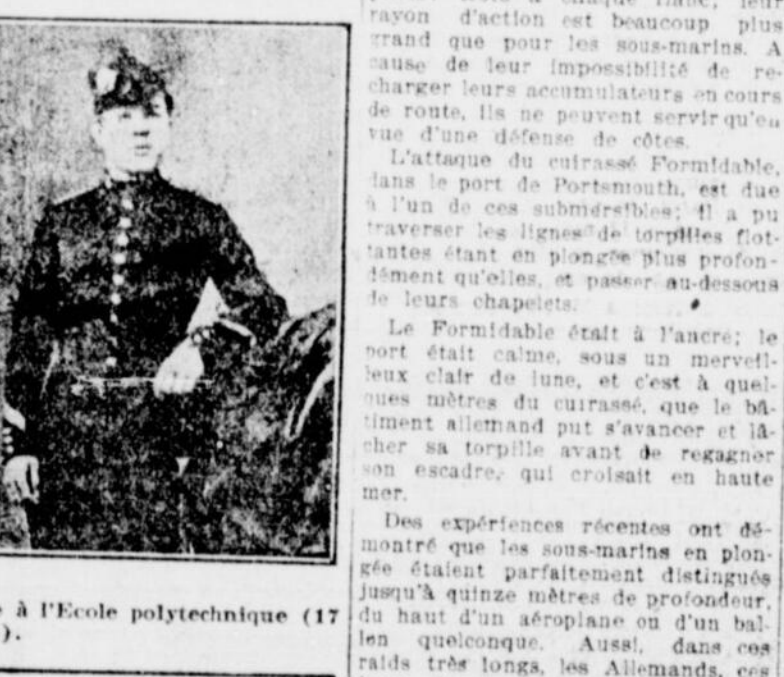 à l'Ecole polytechnique (17
).
à chaque flanc, leur
rayon d'action est beaucoup plus
grand que pour les sous-marins. A
cause de leur impossibilité de re-
charger leurs accumulateurs en cours
de route, ils ne peuvent servir qu'en
vue d'une défense de côtes.
L'attaque du cuirassé Formidable,
dans le port de Portsmouth, est due
à l'un de ces submersibles; il a pu
traverser les lignes de torpilles flot-
tantes étant en plongée plus profon-
dément qu'elles, et passer au-dessous
de leurs chapelets.
Le Formidable était à l'ancre; le
port était calme, sous un merveil-
leux clair de lune, et c'est à quel-
ques mètres du cuirassé, que le bâ-
timent allemand put s'avancer et lâ-
cher sa torpille avant de regagner
son escadre, qui croisait en haute
mer.
Des expériences récentes ont dé-
montré que les sous-marins en plon-
gée étaient parfaitement distingués
jusqu'à quinze mètres de profondeur,
du haut d'un aéroplane ou d'un bal-
lon quelconque. Aussi, dans ces
raids très longs, les Allemands, ces